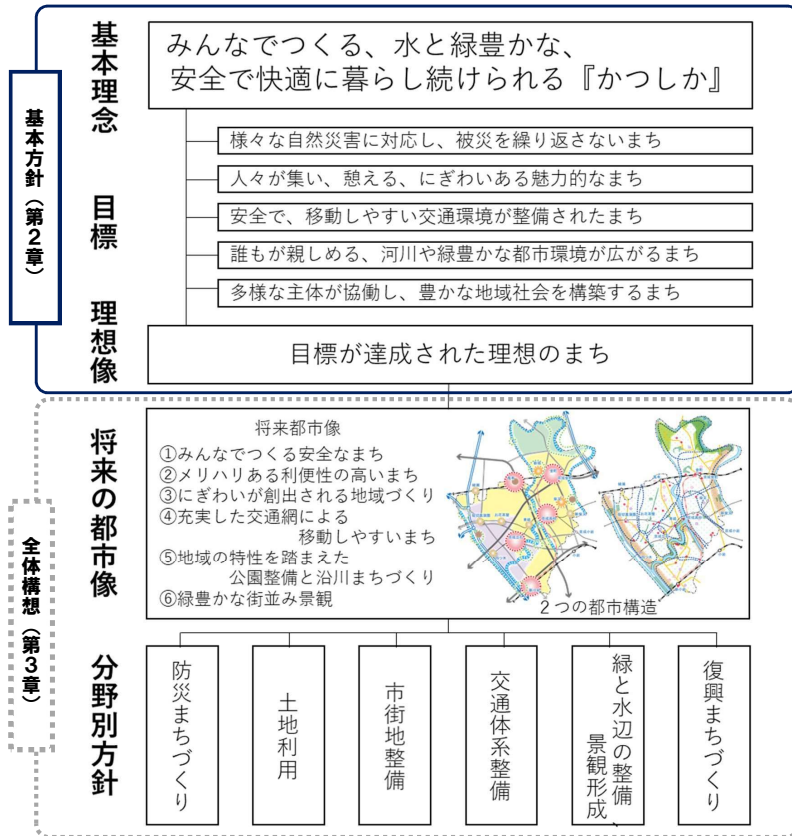 基本方針（第2章）
基本理念
みんなでつくる、水と緑豊かな、
安全で快適に暮らし続けられる『かつしか』
目標
様々な自然災害に対応し、被災を繰り返さないまち
人々が集い、憩える、にぎわいある魅力的なまち
安全で、移動しやすい交通環境が整備されたまち
誰もが親しめる、河川や緑豊かな都市環境が広がるまち
多様な主体が協働し、豊かな地域社会を構築するまち
理想像
目標が達成された理想のまち
全体構想（第3章）
将来の都市像
将来都市像
①みんなでつくる安全なまち
②メリハリある利便性の高いまち
③にぎわいが創出される地域づくり
④充実した交通網による
移動しやすいまち
⑤地域の特性を踏まえた
公園整備と沿川まちづくり
⑥緑豊かな街並み景観
2つの都市構造
分野別方針
防災まちづくり
土地利用
市街地整備
交通体系整備
緑と水辺の整備、
景観形成
復興まちづくり